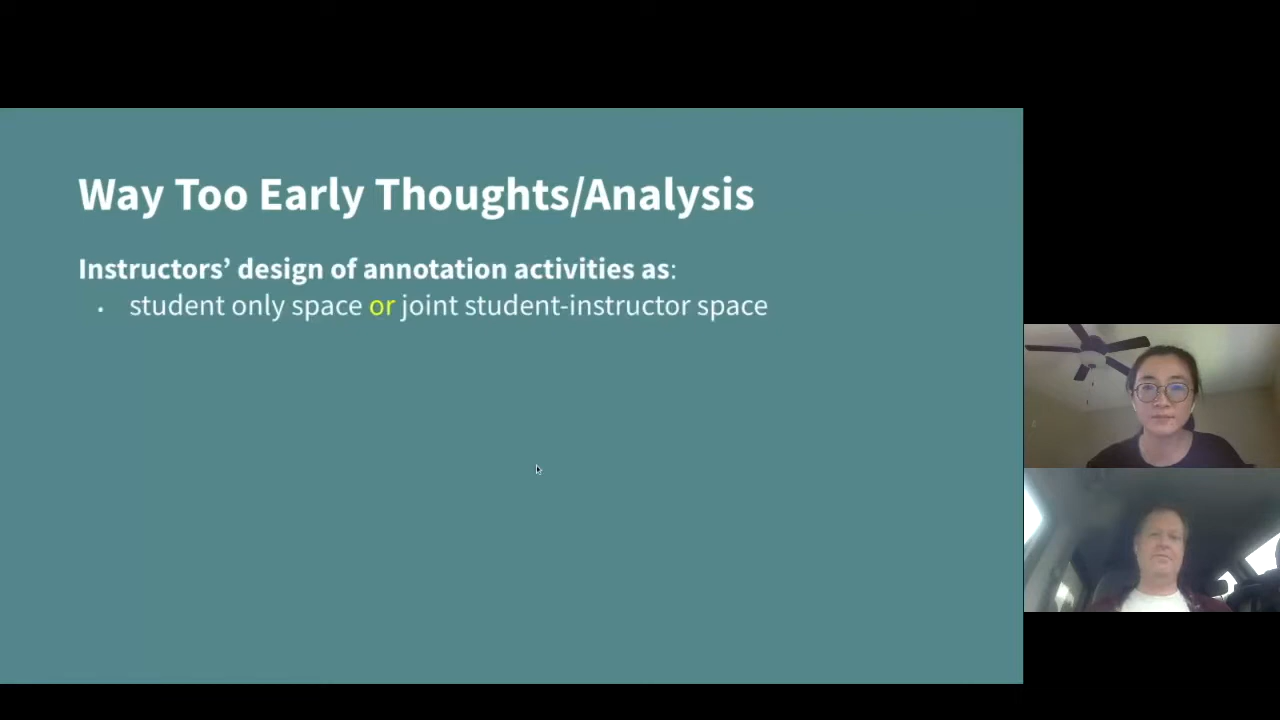 Way Too Early Thoughts/Analysis
Instructors’ design of annotation activities as:
• student only space or joint student-instructor space